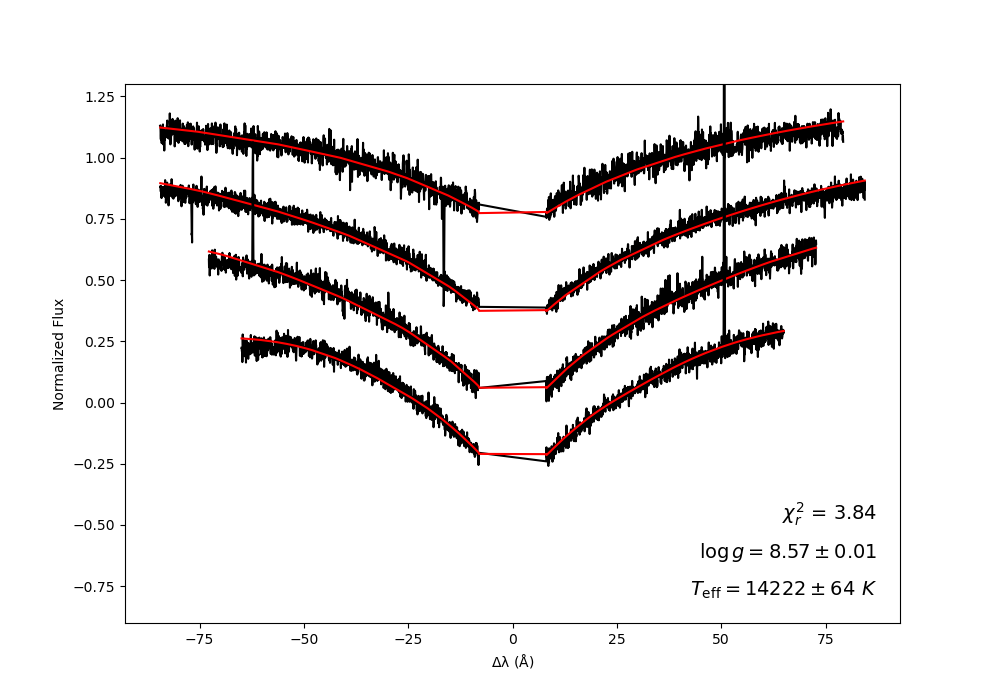 1.25
1.00
0.75
0.50
0.25
0.00
−0.25
−0.50
−0.75
Normalized Flux
χ²ᵣ = 3.84
log g = 8.57 ± 0.01
T_eff = 14222 ± 64 K
−75 −50 −25 0 25 50 75
Δλ (Å)